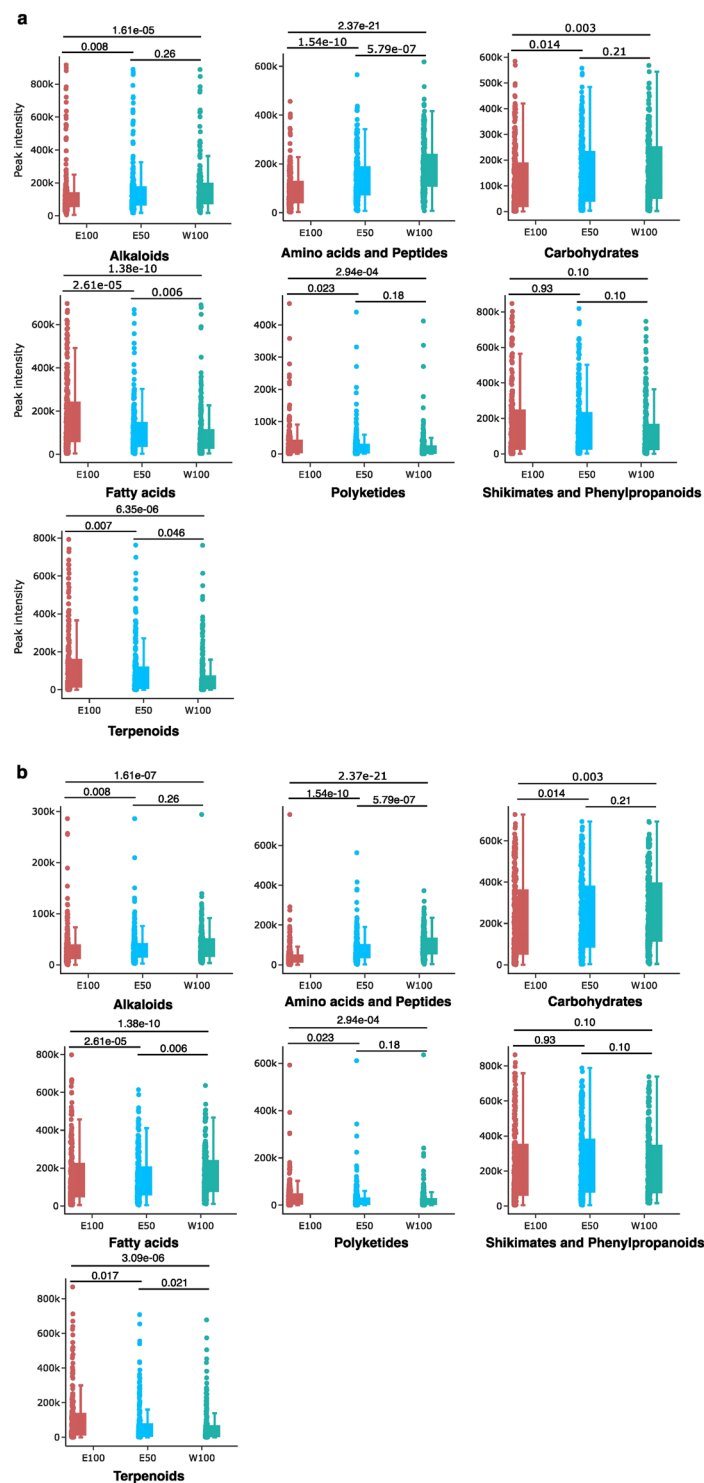 a
1.61e-05
0.008 0.26
Peak intensity
800k
600k
400k
200k
0
E100 E50 W100
Alkaloids
2.37e-21
1.54e-10 5.79e-07
600k
400k
200k
0
E100 E50 W100
Amino acids and Peptides
0.003
0.014 0.21
600k
500k
400k
300k
200k
100k
0
E100 E50 W100
Carbohydrates
1.38e-10
2.61e-05 0.006
Peak intensity
600k
400k
200k
0
E100 E50 W100
Fatty acids
2.94e-04
0.023 0.18
400k
300k
200k
100k
0
E100 E50 W100
Polyketides
0.10
0.93 0.10
800k
600k
400k
200k
0
E100 E50 W100
Shikimates and Phenylpropanoids
6.35e-06
0.007 0.046
Peak intensity
800k
600k
400k
200k
0
E100 E50 W100
Terpenoids
b
1.61e-07
0.008 0.26
300k
200k
100k
0
E100 E50 W100
Alkaloids
2.37e-21
1.54e-10 5.79e-07
800k
600k
400k
200k
0
E100 E50 W100
Amino acids and Peptides
0.003
0.014 0.21
600k
400k
200k
0
E100 E50 W100
Carbohydrates
1.38e-10
2.61e-05 0.006
800k
600k
400k
200k
0
E100 E50 W100
Fatty acids
2.94e-04
0.023 0.18
600k
400k
200k
0
E100 E50 W100
Polyketides
0.10
0.93 0.10
800k
600k
400k
200k
0
E100 E50 W100
Shikimates and Phenylpropanoids
3.09e-06
0.017 0.021
800k
600k
400k
200k
0
E100 E50 W100
Terpenoids